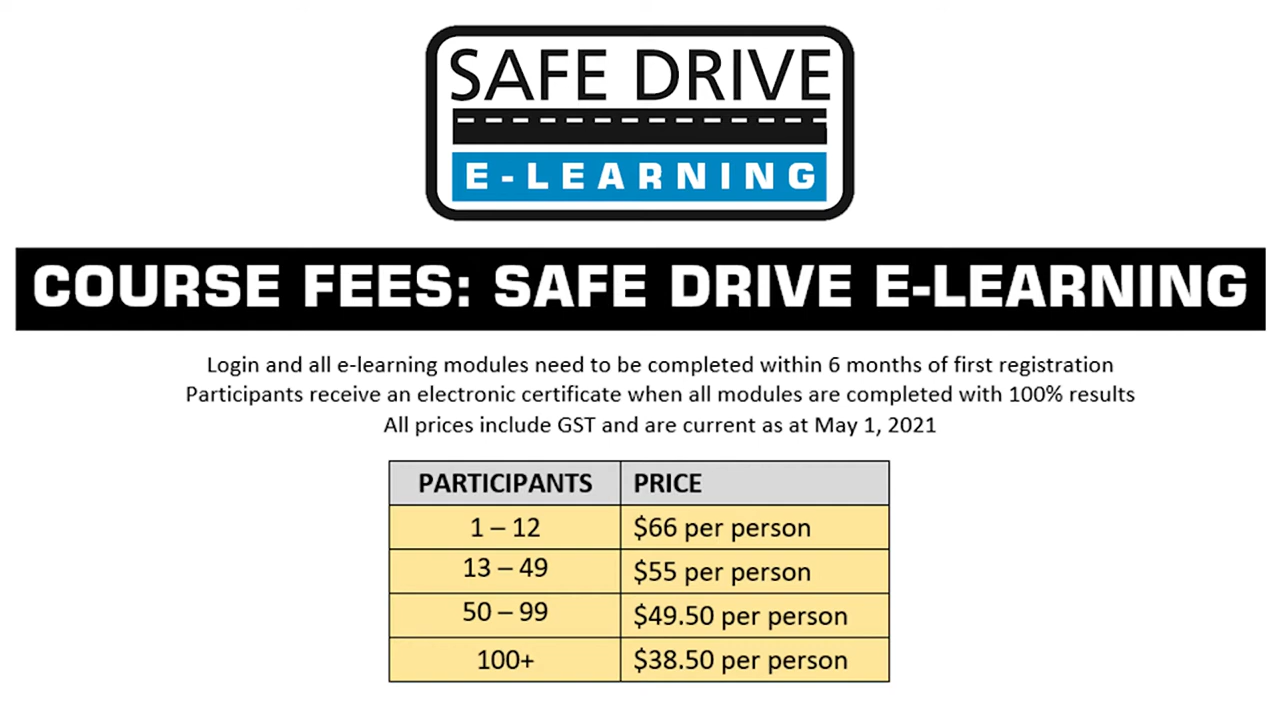 SAFE DRIVE
E-LEARNING
COURSE FEES: SAFE DRIVE E-LEARNING
Login and all e-learning modules need to be completed within 6 months of first registration
Participants receive an electronic certificate when all modules are completed with 100% results
All prices include GST and are current as at May 1, 2021
PARTICIPANTS PRICE
1 – 12 $66 per person
13 – 49 $55 per person
50 – 99 $49.50 per person
100+ $38.50 per person